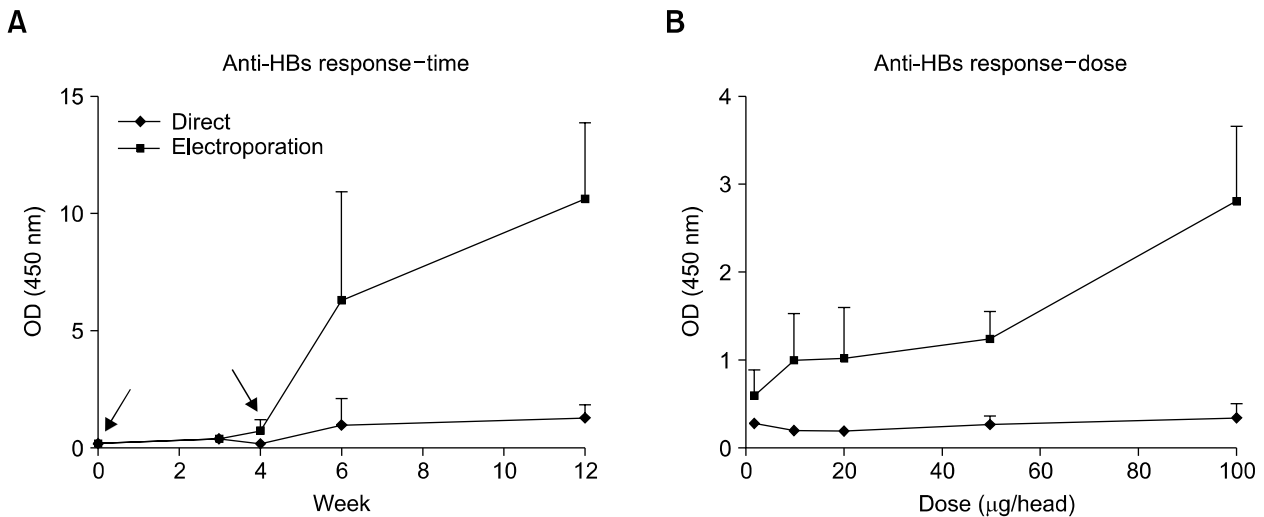 A
Anti-HBs response−time
15
10
5
0
OD (450 nm)
Direct
Electroporation
0 2 4 6 8 10 12
Week
B
Anti-HBs response−dose
4
3
2
1
0
OD (450 nm)
0 20 40 60 80 100
Dose (μg/head)